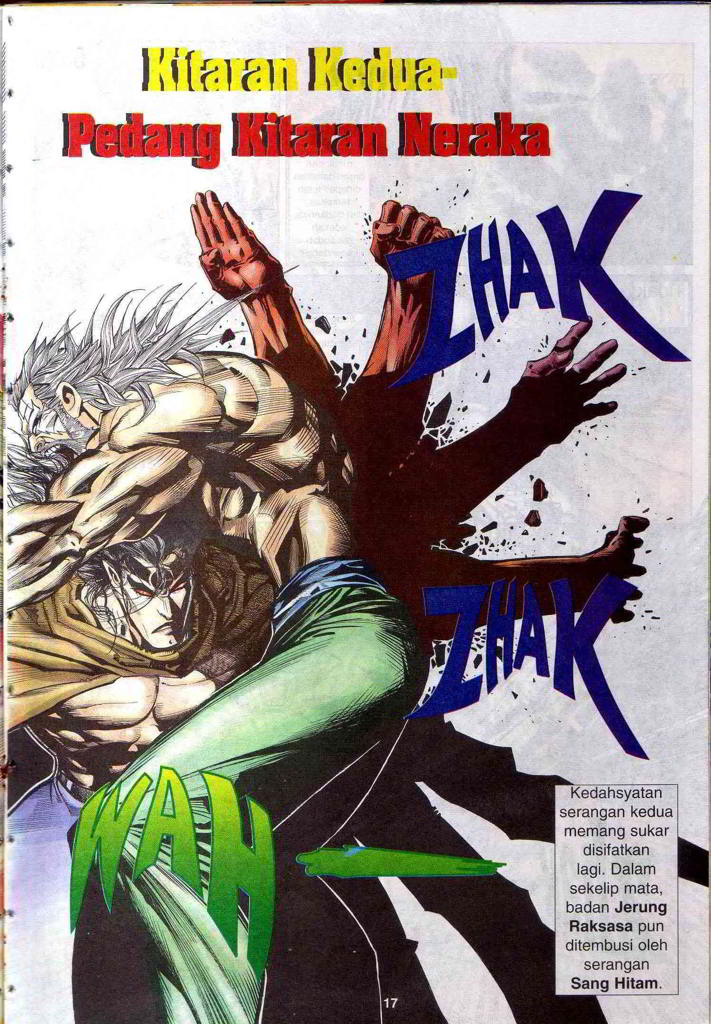 Kitaran Kedua-
Pedang Kitaran Neraka
ZHAK
ZHAK
WAH —
Kedahsyatan
serangan kedua
memang sukar
disifatkan
lagi. Dalam
sekelip mata,
badan Jerung
Raksasa pun
ditembusi oleh
serangan
Sang Hitam.
17